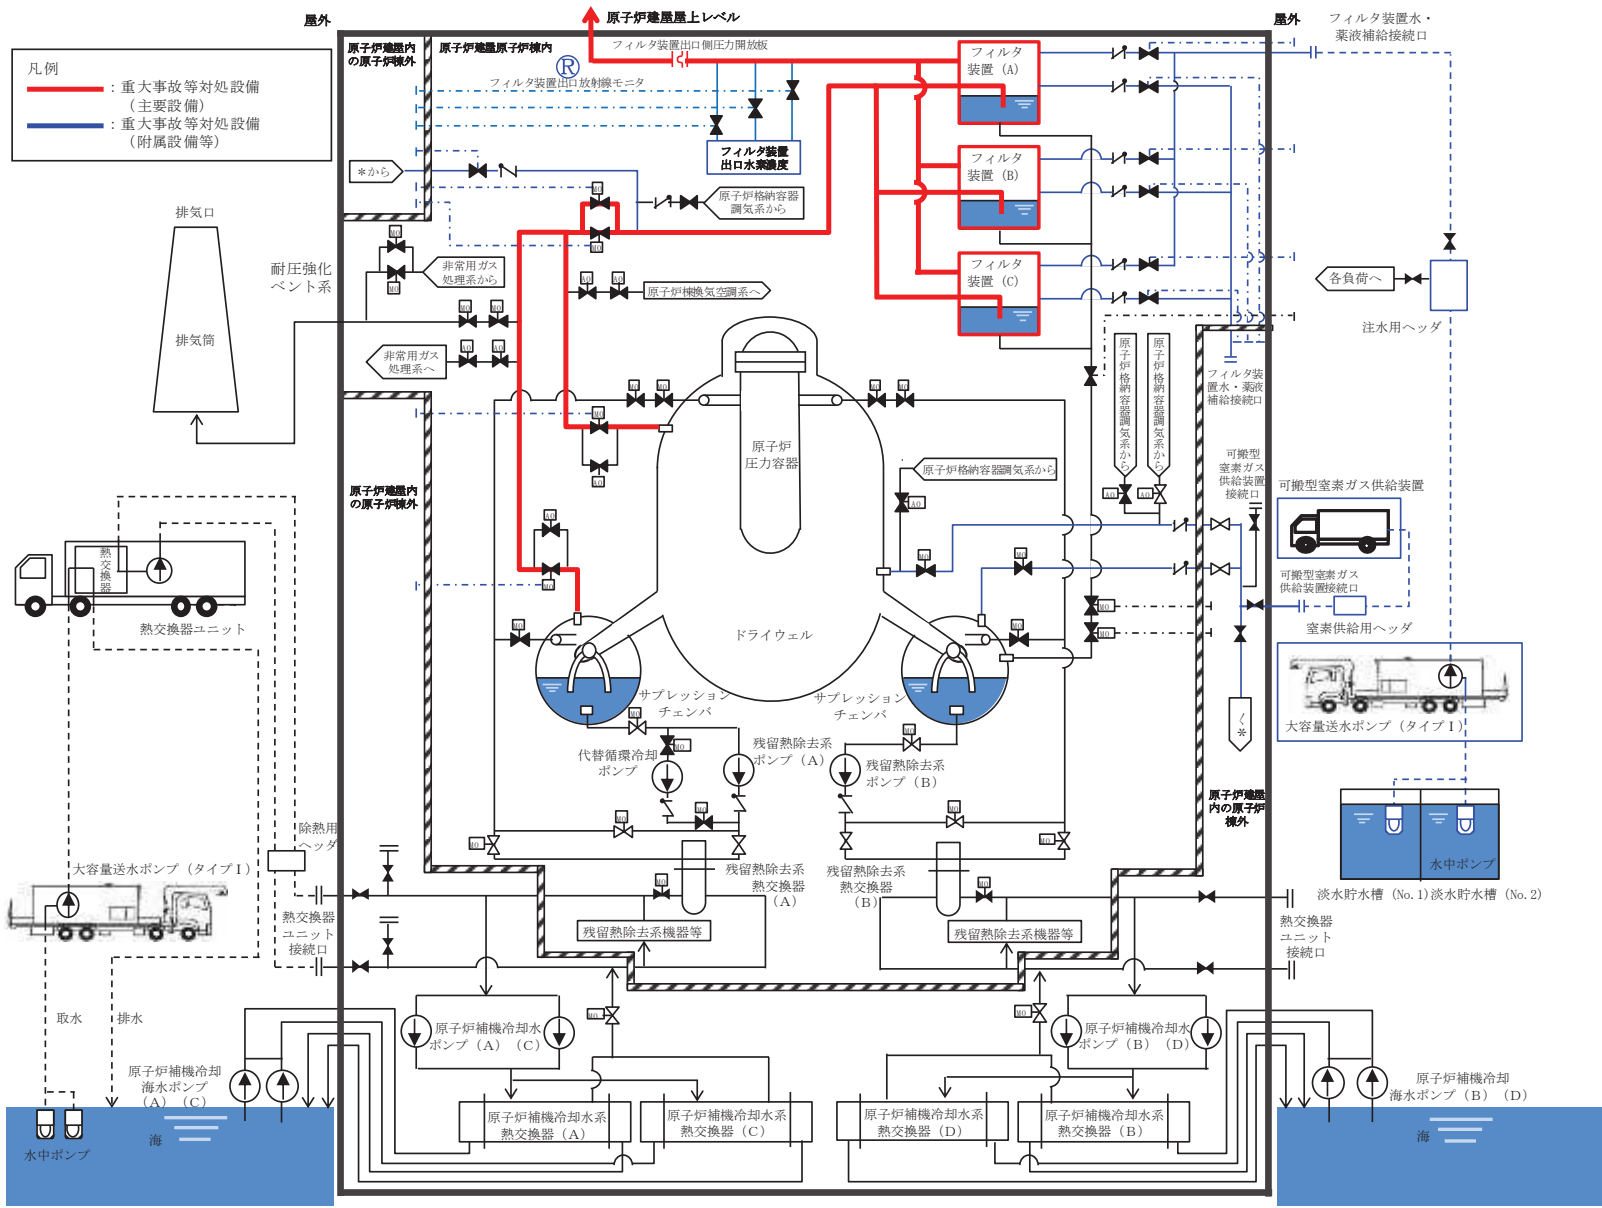 屋外
原子炉建屋屋上レベル
屋外
フィルタ装置水・
薬液補給接続口
原子炉建屋内
の原子炉棟外
原子炉建屋原子炉棟内
フィルタ装置出口側圧力開放板
凡例
：重大事故等対処設備
（主要設備）
：重大事故等対処設備
（附属設備等）
R
フィルタ装置出口放射線モニタ
フィルタ装置
出口水素濃度
フィルタ
装置（A）
フィルタ
装置（B）
フィルタ
装置（C）
＊から
原子炉格納容器
調気系から
排気口
排気筒
耐圧強化
ベント系
非常用ガス
処理系から
原子炉棟換気空調系へ
非常用ガス
処理系へ
各負荷へ
注水用ヘッダ
原子炉格納容器調気系から
原子炉格納容器調気系から
フィルタ装
置水・薬液
補給接続口
原子炉
圧力容器
原子炉格納容器調気系から
可搬型
窒素ガス
供給装置
接続口
可搬型窒素ガス供給装置
可搬型窒素ガス
供給装置接続口
窒素供給用ヘッダ
原子炉建屋内
の原子炉棟外
熱交換器
熱交換器ユニット
ドライウェル
サプレッション
チェンバ
サプレッション
チェンバ
代替循環冷却
ポンプ
残留熱除去系
ポンプ（A）
残留熱除去系
ポンプ（B）
＊へ
大容量送水ポンプ（タイプⅠ）
原子炉建屋
内の原子炉
棟外
水中ポンプ
淡水貯水槽（No.1）
淡水貯水槽（No.2）
除熱用
ヘッダ
大容量送水ポンプ（タイプⅠ）
熱交換器
ユニット
接続口
残留熱除去系
熱交換器
（A）
残留熱除去系
熱交換器
（B）
残留熱除去系機器等
残留熱除去系機器等
熱交換器
ユニット
接続口
取水
排水
原子炉補機冷却水
ポンプ（A）（C）
原子炉補機冷却水
ポンプ（B）（D）
原子炉補機冷却
海水ポンプ
（A）（C）
原子炉補機冷却
海水ポンプ（B）（D）
原子炉補機冷却水系
熱交換器（A）
原子炉補機冷却水系
熱交換器（C）
原子炉補機冷却水系
熱交換器（D）
原子炉補機冷却水系
熱交換器（B）
海
水中ポンプ
海